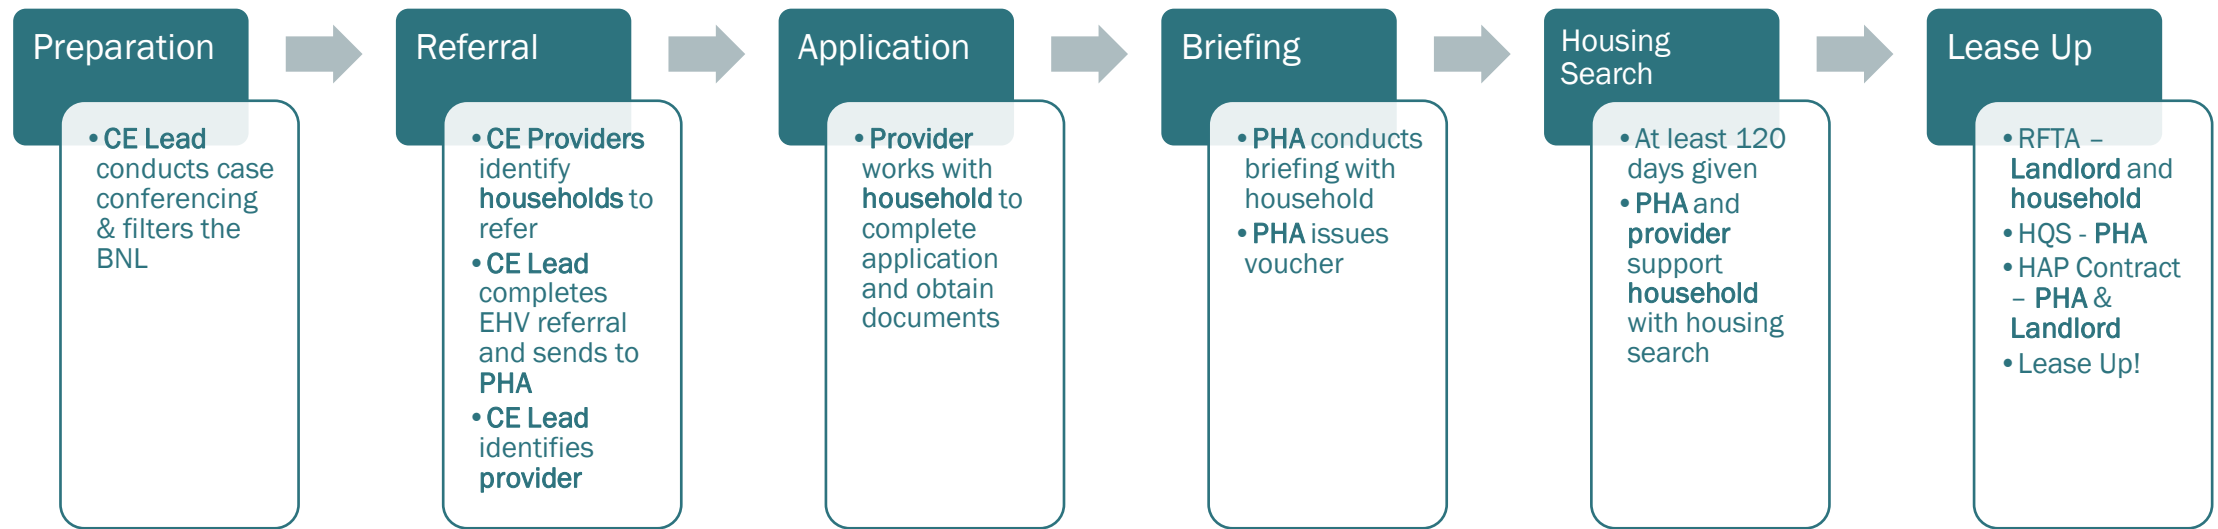 Preparation
• CE Lead
conducts case
conferencing
& filters the
BNL
Referral
• CE Providers
identify
households to
refer
• CE Lead
completes
EHV referral
and sends to
PHA
• CE Lead
identifies
provider
Application
• Provider
works with
household to
complete
application
and obtain
documents
Briefing
• PHA conducts
briefing with
household
• PHA issues
voucher
Housing
Search
• At least 120
days given
• PHA and
provider
support
household
with housing
search
Lease Up
• RFTA –
Landlord and
household
• HQS - PHA
• HAP Contract
– PHA &
Landlord
• Lease Up!